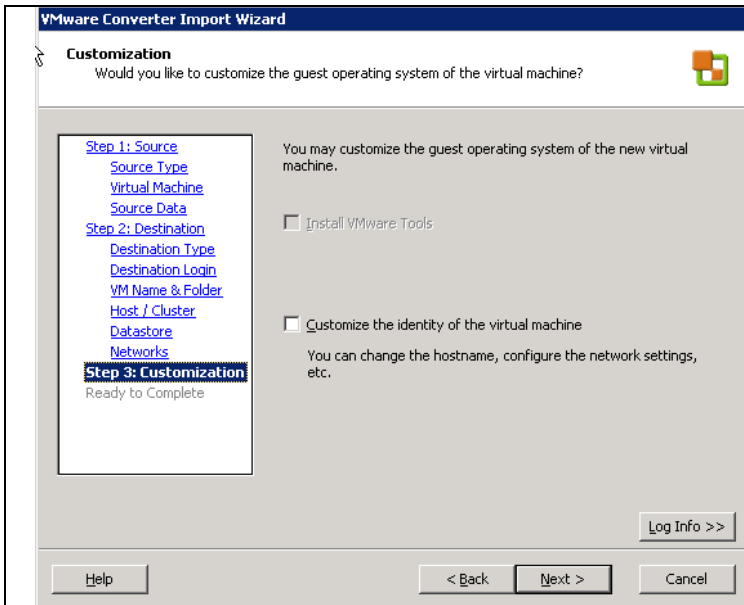 VMware Converter Import Wizard
Customization
Would you like to customize the guest operating system of the virtual machine?
Step 1: Source
Source Type
Virtual Machine
Source Data
Step 2: Destination
Destination Type
Destination Login
VM Name & Folder
Host / Cluster
Datastore
Networks
Step 3: Customization
Ready to Complete
You may customize the guest operating system of the new virtual
machine.
Install VMware Tools
Customize the identity of the virtual machine
You can change the hostname, configure the network settings,
etc.
Log Info >>
Help
< Back
Next >
Cancel